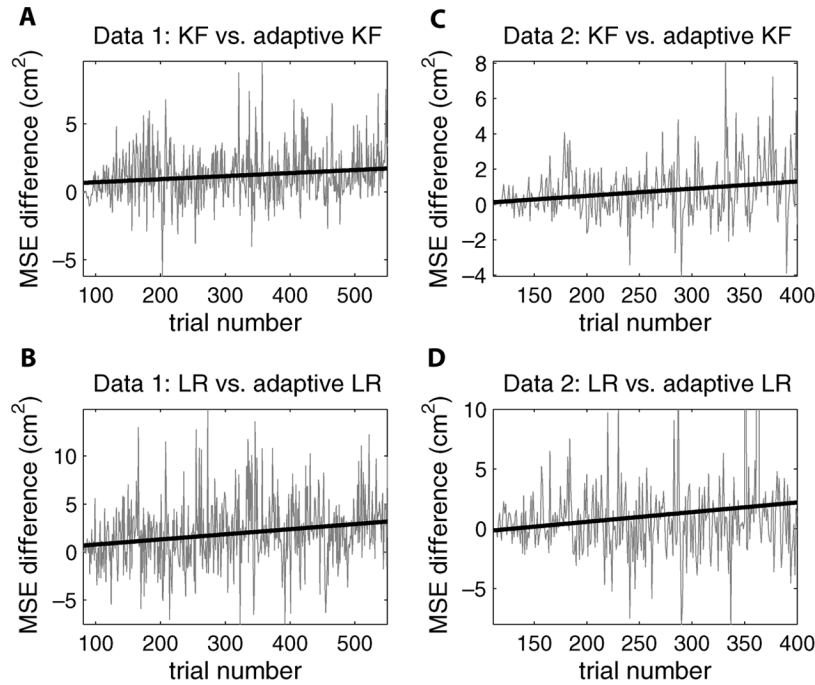 A
Data 1: KF vs. adaptive KF
MSE difference (cm²)
5
0
−5
100 200 300 400 500
trial number
B
Data 1: LR vs. adaptive LR
MSE difference (cm²)
10
5
0
−5
100 200 300 400 500
trial number
C
Data 2: KF vs. adaptive KF
MSE difference (cm²)
8
6
4
2
0
−2
−4
150 200 250 300 350 400
trial number
D
Data 2: LR vs. adaptive LR
MSE difference (cm²)
10
5
0
−5
150 200 250 300 350 400
trial number